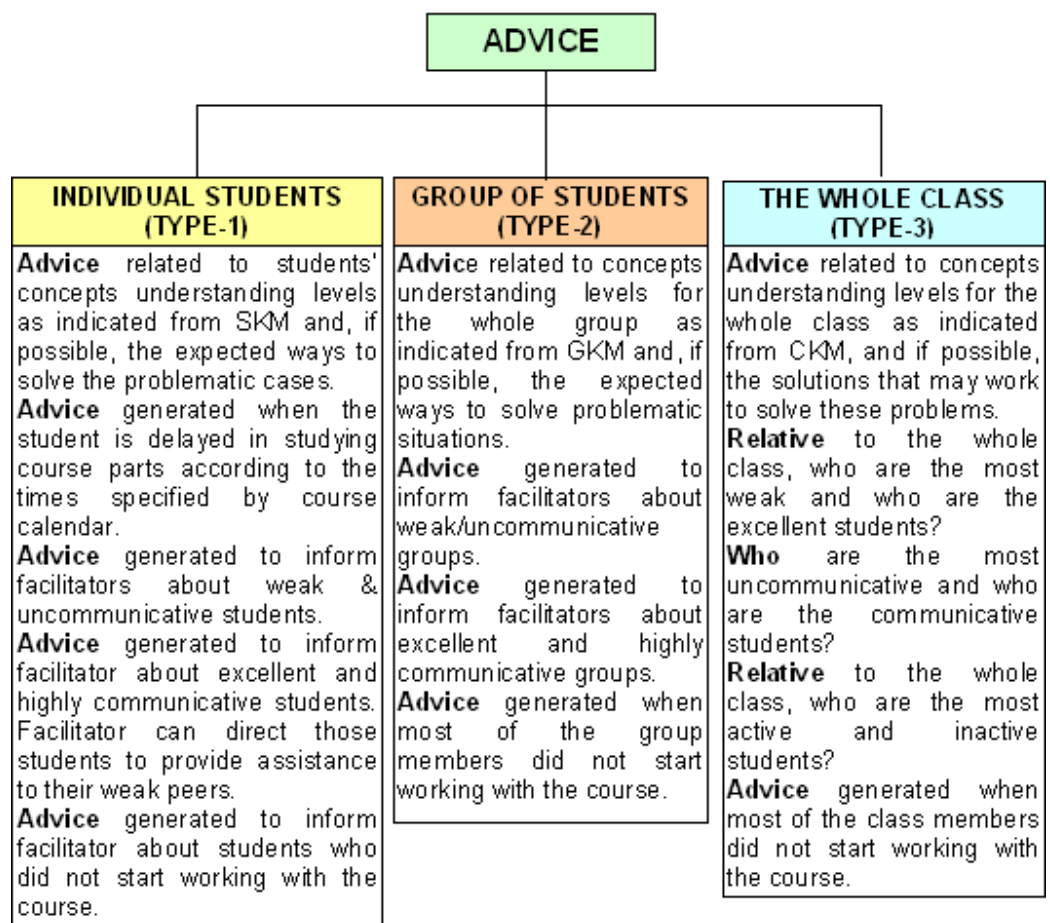 ADVICE
INDIVIDUAL STUDENTS
(TYPE-1)
Advice related to students'
concepts understanding levels
as indicated from SKM and, if
possible, the expected ways to
solve the problematic cases.
Advice generated when the
student is delayed in studying
course parts according to the
times specified by course
calendar.
Advice generated to inform
facilitators about weak &
uncommunicative students.
Advice generated to inform
facilitator about excellent and
highly communicative students.
Facilitator can direct those
students to provide assistance
to their weak peers.
Advice generated to inform
facilitator about students who
did not start working with the
course.
GROUP OF STUDENTS
(TYPE-2)
Advice related to concepts
understanding levels for
the whole group as
indicated from GKM and, if
possible, the expected
ways to solve problematic
situations.
Advice generated to
inform facilitators about
weak/uncommunicative
groups.
Advice generated to
inform facilitators about
excellent and highly
communicative groups.
Advice generated when
most of the group
members did not start
working with the course.
THE WHOLE CLASS
(TYPE-3)
Advice related to concepts
understanding levels for the
whole class as indicated
from CKM, and if possible,
the solutions that may work
to solve these problems.
Relative to the whole
class, who are the most
weak and who are the
excellent students?
Who are the most
uncommunicative and who
are the communicative
students?
Relative to the whole
class, who are the most
active and inactive
students?
Advice generated when
most of the class members
did not start working with
the course.